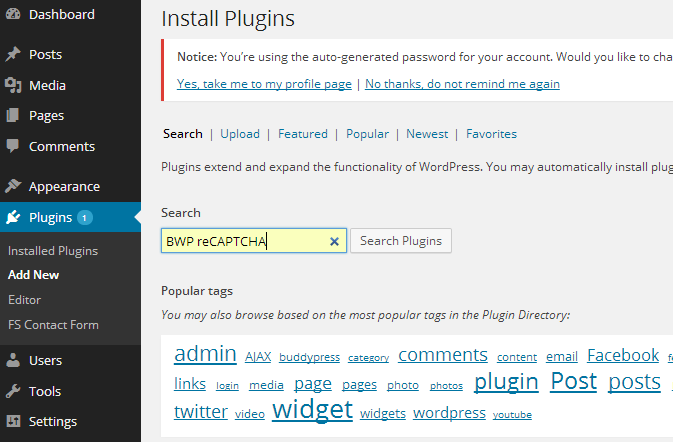 Dashboard
Posts
Media
Pages
Comments
Appearance
Plugins 1
Installed Plugins
Add New
Editor
FS Contact Form
Users
Tools
Settings
Install Plugins
Notice: You're using the auto-generated password for your account. Would you like to cha
Yes, take me to my profile page | No thanks, do not remind me again
Search | Upload | Featured | Popular | Newest | Favorites
Plugins extend and expand the functionality of WordPress. You may automatically install plug
Search
BWP reCAPTCHA × Search Plugins
Popular tags
You may also browse based on the most popular tags in the Plugin Directory:
admin AJAX buddypress category comments content email Facebook
links login media page pages photo photos plugin Post posts
twitter video widget widgets wordpress youtube